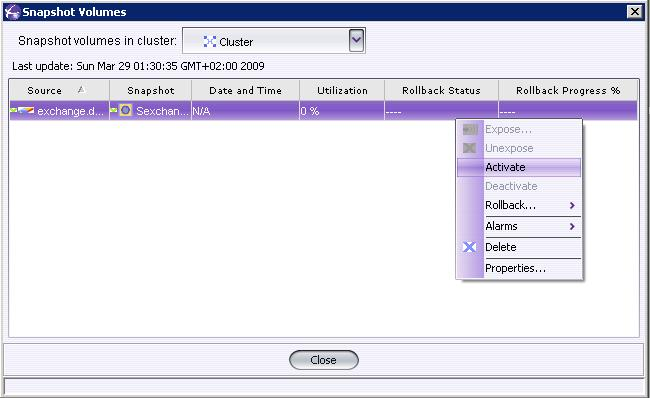 Snapshot Volumes
Snapshot volumes in cluster: Cluster
Last update: Sun Mar 29 01:30:35 GMT+02:00 2009
Source Snapshot Date and Time Utilization Rollback Status Rollback Progress %
exchange.d... Sexchan... N/A 0 % ---- ----
Expose...
Unexpose
Activate
Deactivate
Rollback...
Alarms
Delete
Properties...
Close